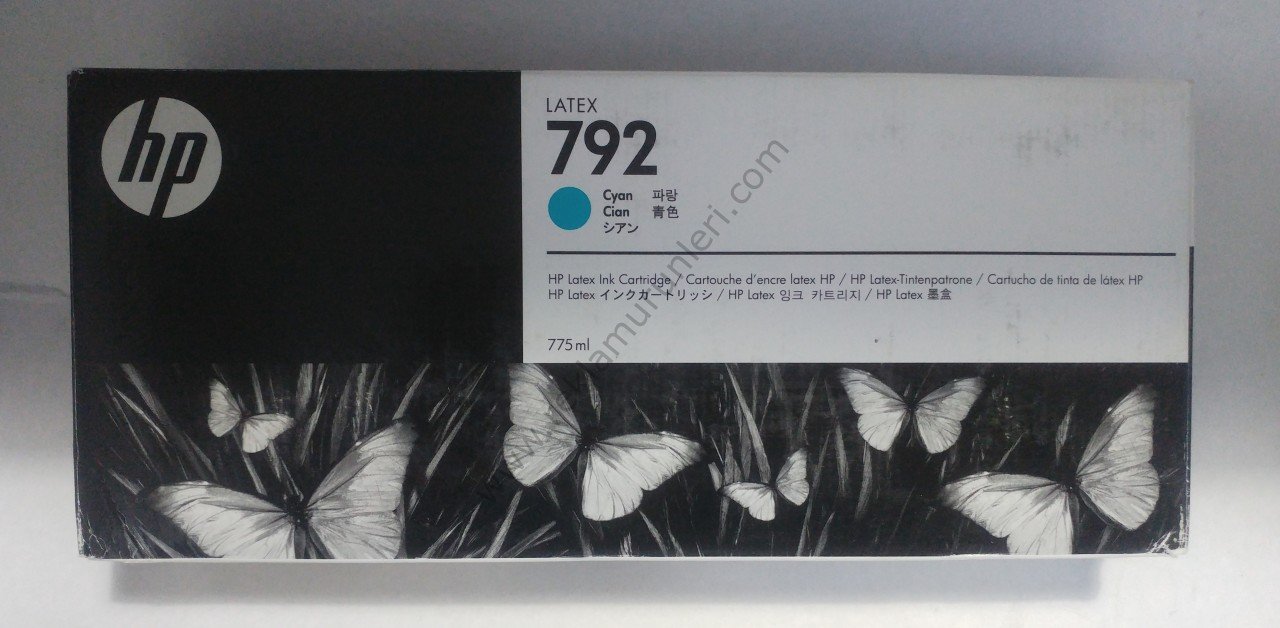 hp
LATEX
792
Cyan 파랑
Cian 青色
シアン
HP Latex Ink Cartridge / Cartouche d'encre latex HP / HP Latex-Tintenpatrone / Cartucho de tinta de látex HP
HP Latex インクカートリッジ / HP Latex 잉크 카트리지 / HP Latex 墨盒
775 ml